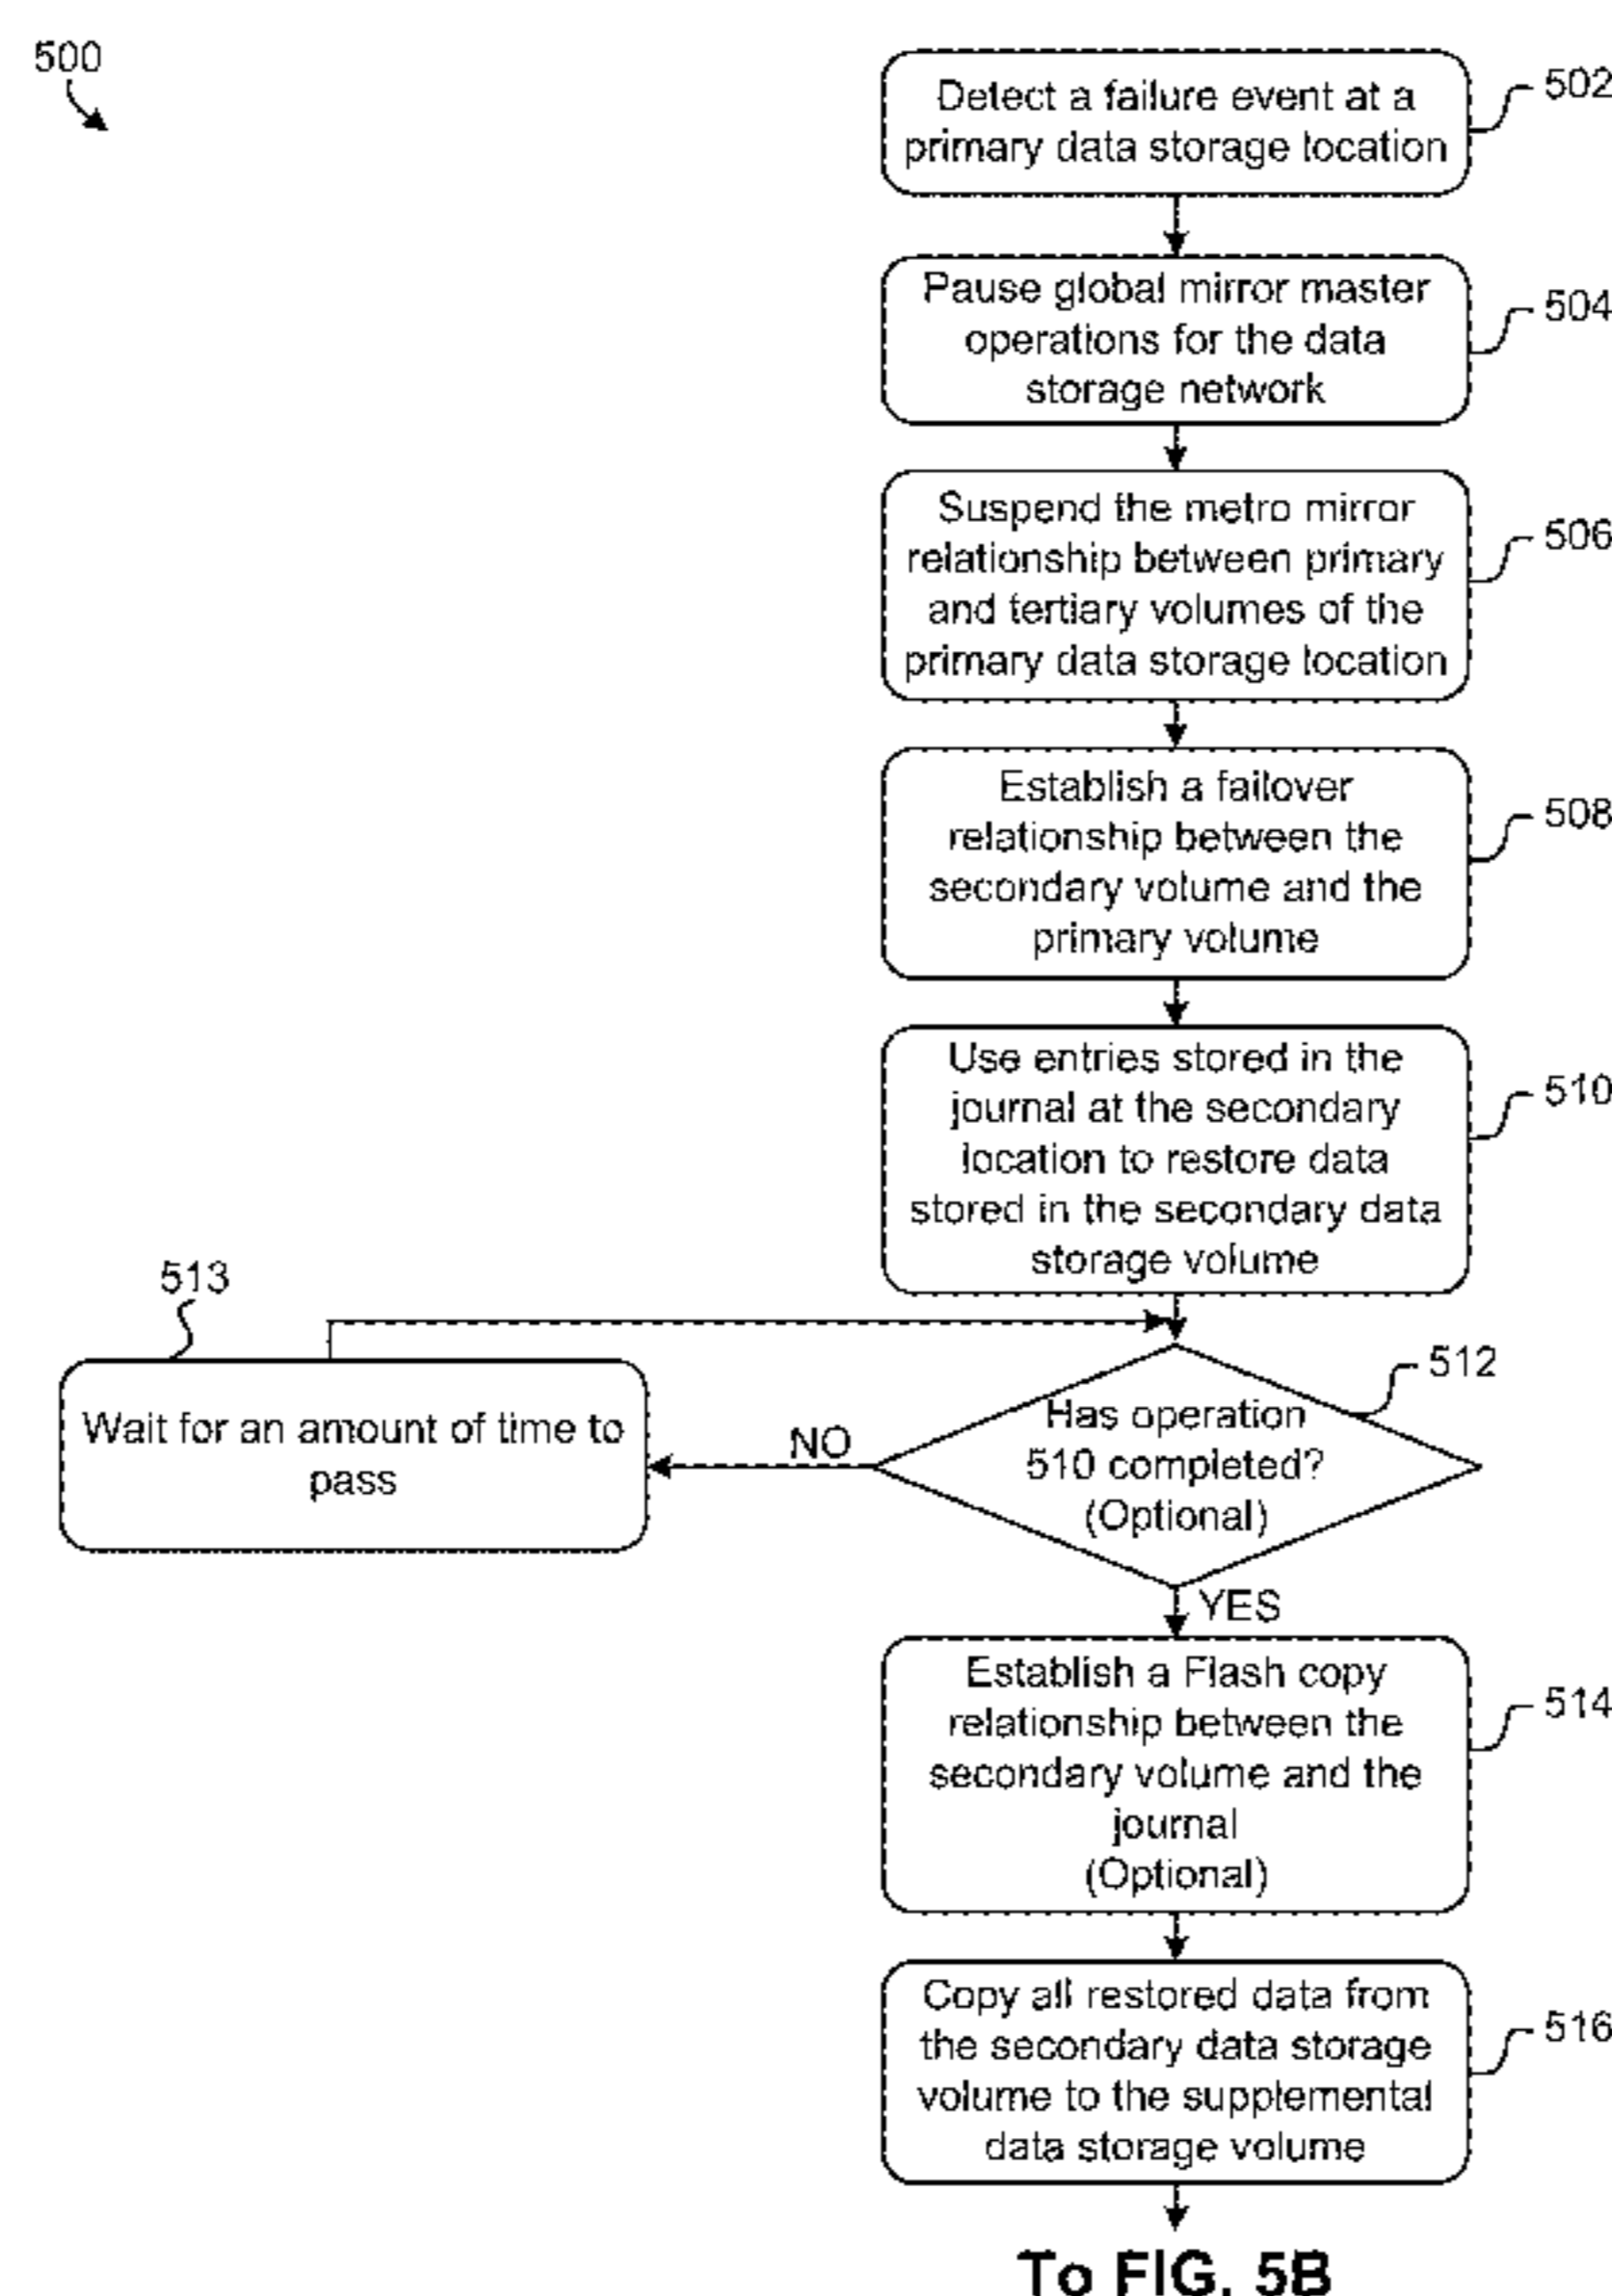 500
Detect a failure event at a
primary data storage location
502
Pause global mirror master
operations for the data
storage network
504
Suspend the metro mirror
relationship between primary
and tertiary volumes of the
primary data storage location
506
Establish a failover
relationship between the
secondary volume and the
primary volume
508
Use entries stored in the
journal at the secondary
location to restore data
stored in the secondary data
storage volume
510
513
Wait for an amount of time to
pass
NO
Has operation
510 completed?
(Optional)
512
YES
Establish a Flash copy
relationship between the
secondary volume and the
journal
(Optional)
514
Copy all restored data from
the secondary data storage
volume to the supplemental
data storage volume
516
To FIG. 5B